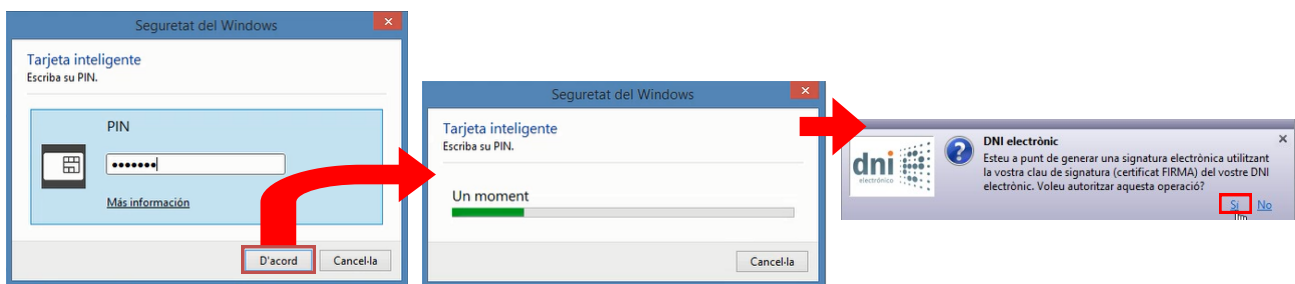 Seguretat del Windows
Tarjeta inteligente
Escriba su PIN.
PIN
•••••••
Más información
D'acord
Cancel·la
Seguretat del Windows
Tarjeta inteligente
Escriba su PIN.
Un moment
Cancel·la
dni
electrónico
DNI electrònic
Esteu a punt de generar una signatura electrònica utilitzant
la vostra clau de signatura (certificat FIRMA) del vostre DNI
electrònic. Voleu autoritzar aquesta operació?
Sí No